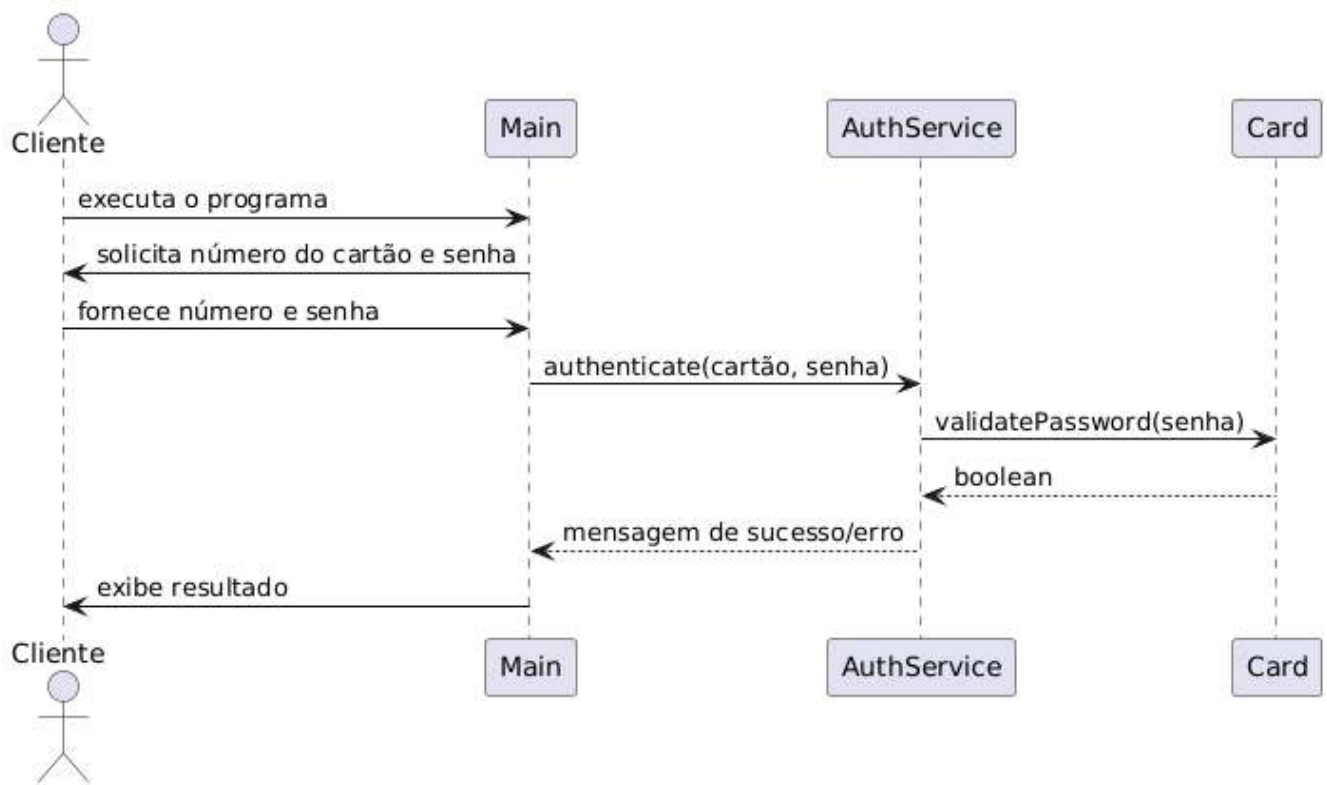 Cliente
Main
AuthService
Card
executa o programa
solicita número do cartão e senha
fornece número e senha
authenticate(cartão, senha)
validatePassword(senha)
boolean
mensagem de sucesso/erro
exibe resultado
Cliente
Main
AuthService
Card